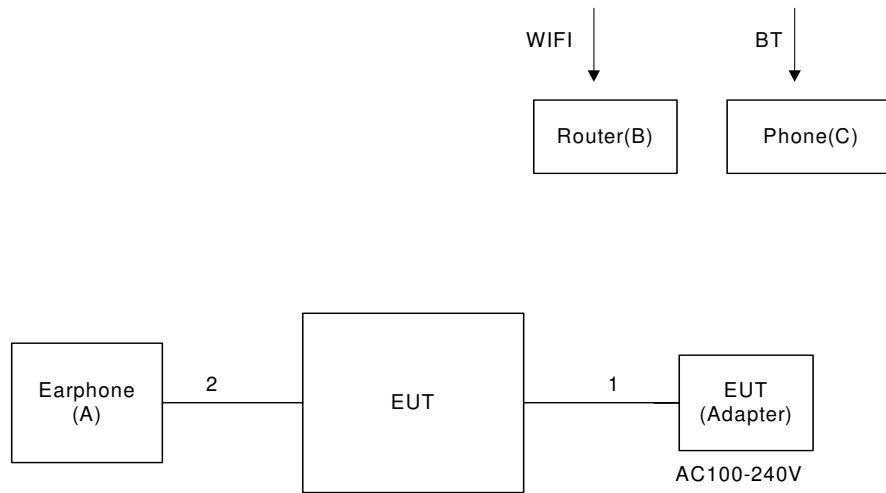 WIFI
BT
Router(B)
Phone(C)
Earphone
(A)
2
EUT
1
EUT
(Adapter)
AC100-240V